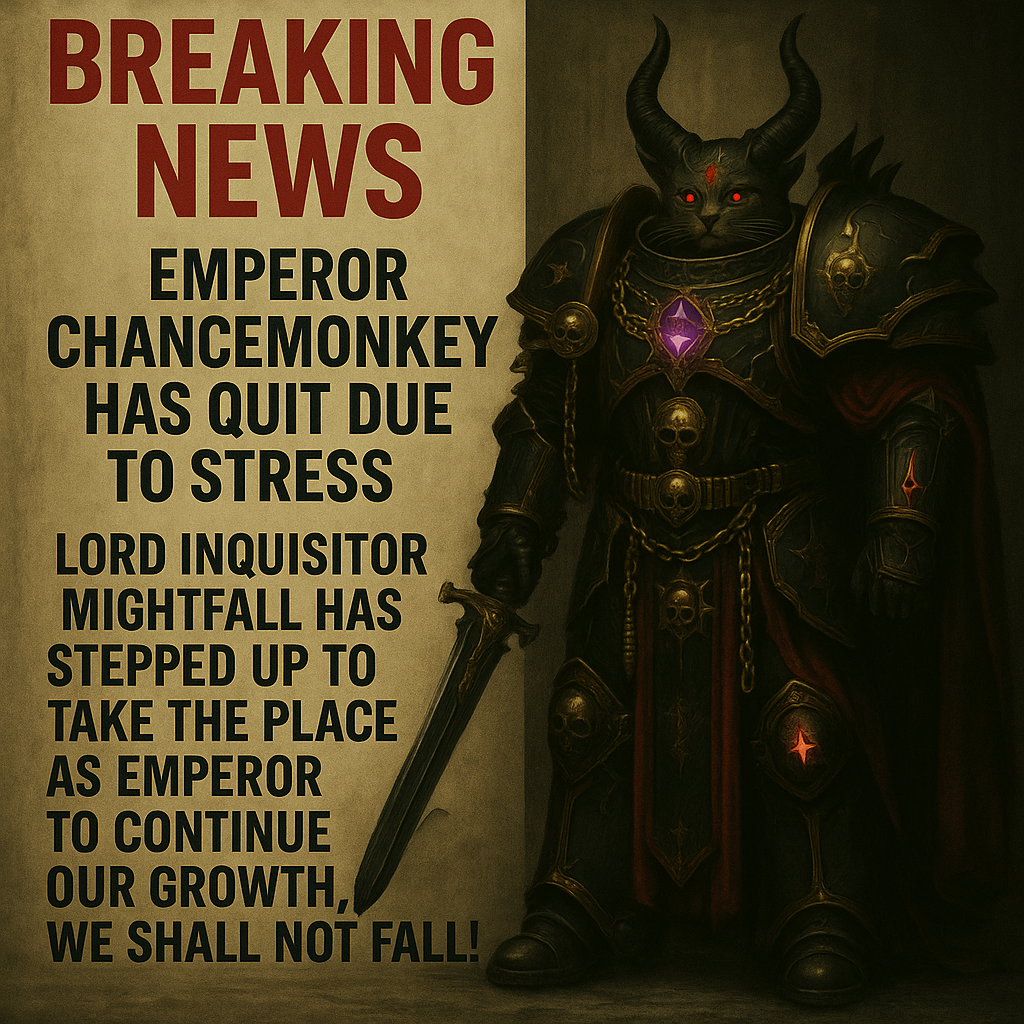 BREAKING
NEWS
EMPEROR
CHANCEMONKEY
HAS QUIT DUE
TO STRESS
LORD INQUISITOR
MIGHTFALL HAS
STEPPED UP TO
TAKE THE PLACE
AS EMPEROR
TO CONTINUE
OUR GROWTH,
WE SHALL NOT FALL!